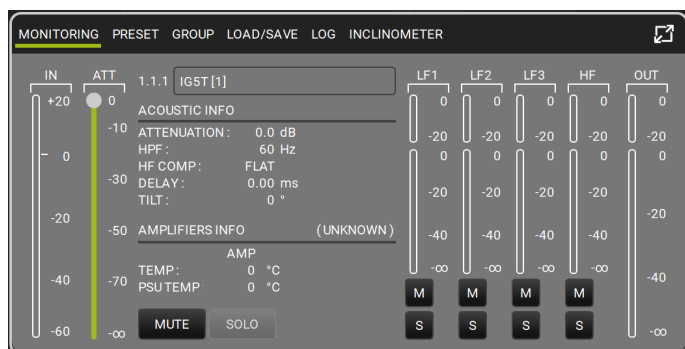 MONITORING PRESET GROUP LOAD/SAVE LOG INCLINOMETER
IN
+20
0
-20
-40
-60
ATT
0
-10
-30
-50
-70
-∞
1.1.1 IG5T [1]
ACOUSTIC INFO
ATTENUATION: 0.0 dB
HPF: 60 Hz
HF COMP: FLAT
DELAY: 0.00 ms
TILT: 0 °
AMPLIFIERS INFO (UNKNOWN)
AMP
TEMP: 0 °C
PSU TEMP: 0 °C
MUTE SOLO
LF1
0
-20
0
-20
-40
-∞
M
S
LF2
0
-20
0
-20
-40
-∞
M
S
LF3
0
-20
0
-20
-40
-∞
M
S
HF
0
-20
0
-20
-40
-∞
M
S
OUT
0
-20
0
-20
-40
-∞